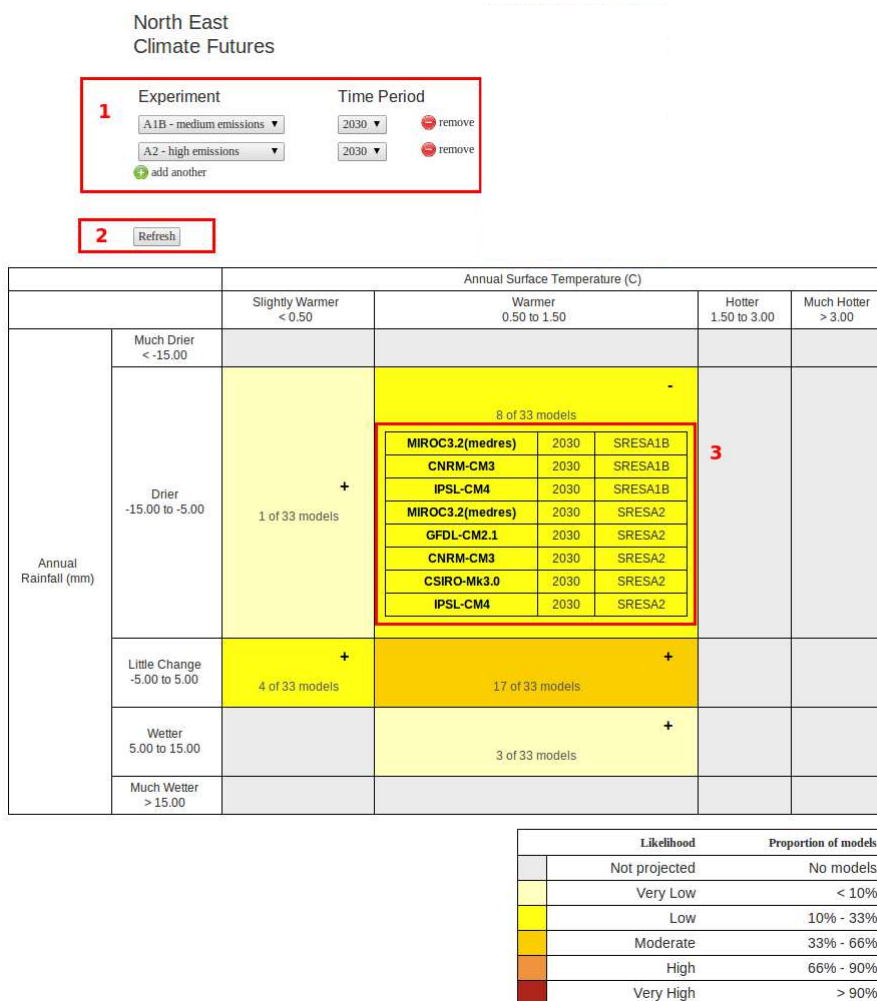 North East
Climate Futures
1
Experiment Time Period
A1B - medium emissions 2030 remove
A2 - high emissions 2030 remove
add another
2 Refresh
Annual Surface Temperature (C)
Slightly Warmer
< 0.50
Warmer
0.50 to 1.50
Hotter
1.50 to 3.00
Much Hotter
> 3.00
Annual
Rainfall (mm)
Much Drier
< -15.00
Drier
-15.00 to -5.00
+
1 of 33 models
-
8 of 33 models
MIROC3.2(medres) 2030 SRESA1B
CNRM-CM3 2030 SRESA1B
IPSL-CM4 2030 SRESA1B
MIROC3.2(medres) 2030 SRESA2
GFDL-CM2.1 2030 SRESA2
CNRM-CM3 2030 SRESA2
CSIRO-Mk3.0 2030 SRESA2
IPSL-CM4 2030 SRESA2
3
Little Change
-5.00 to 5.00
+
4 of 33 models
+
17 of 33 models
Wetter
5.00 to 15.00
+
3 of 33 models
Much Wetter
> 15.00
Likelihood Proportion of models
Not projected No models
Very Low < 10%
Low 10% - 33%
Moderate 33% - 66%
High 66% - 90%
Very High > 90%